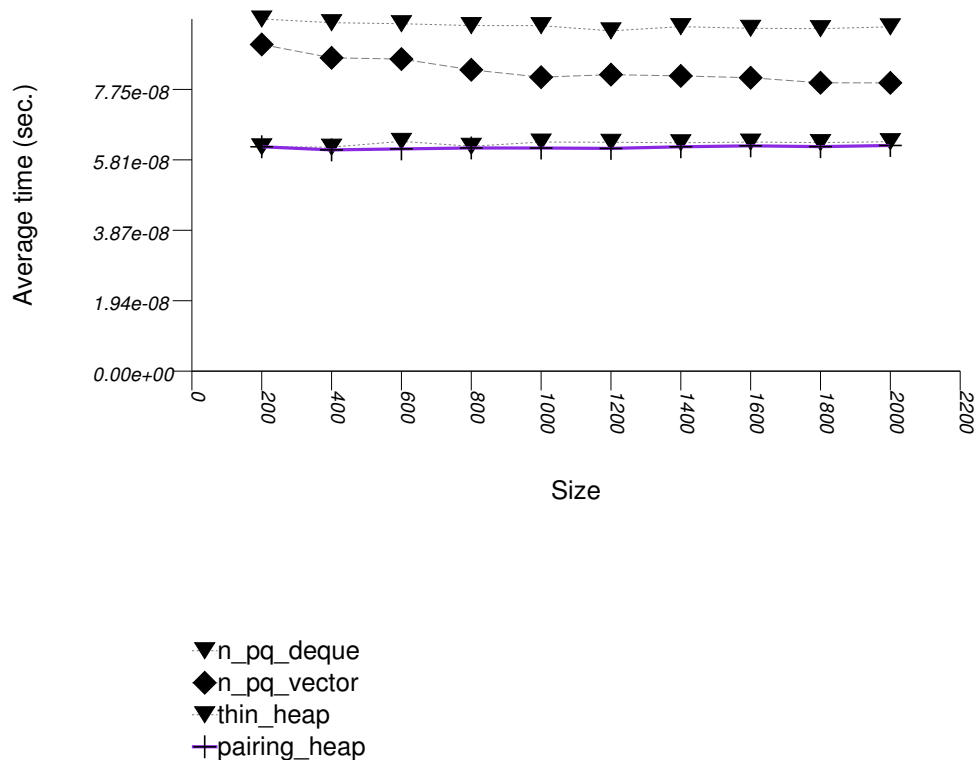 Average time (sec.)
7.75e-08
5.81e-08
3.87e-08
1.94e-08
0.00e+00
0
200
400
600
800
1000
1200
1400
1600
1800
2000
2200
Size
n_pq_deque
n_pq_vector
thin_heap
pairing_heap